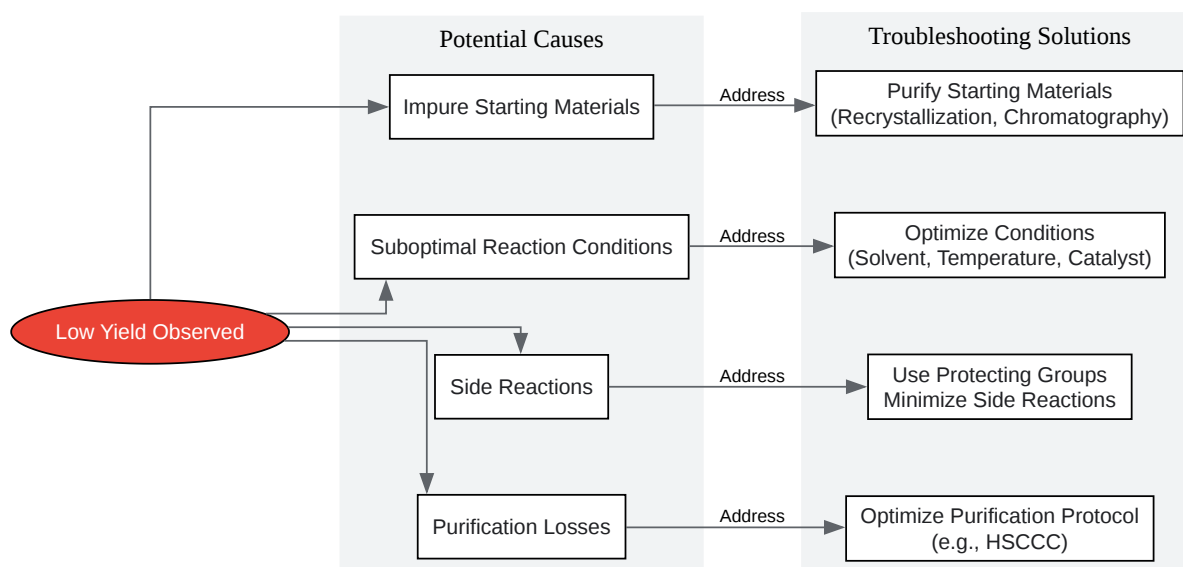 Potential Causes
Troubleshooting Solutions
Impure Starting Materials
Address
Purify Starting Materials
(Recrystallization, Chromatography)
Suboptimal Reaction Conditions
Address
Optimize Conditions
(Solvent, Temperature, Catalyst)
Low Yield Observed
Side Reactions
Address
Use Protecting Groups
Minimize Side Reactions
Purification Losses
Address
Optimize Purification Protocol
(e.g., HSCCC)